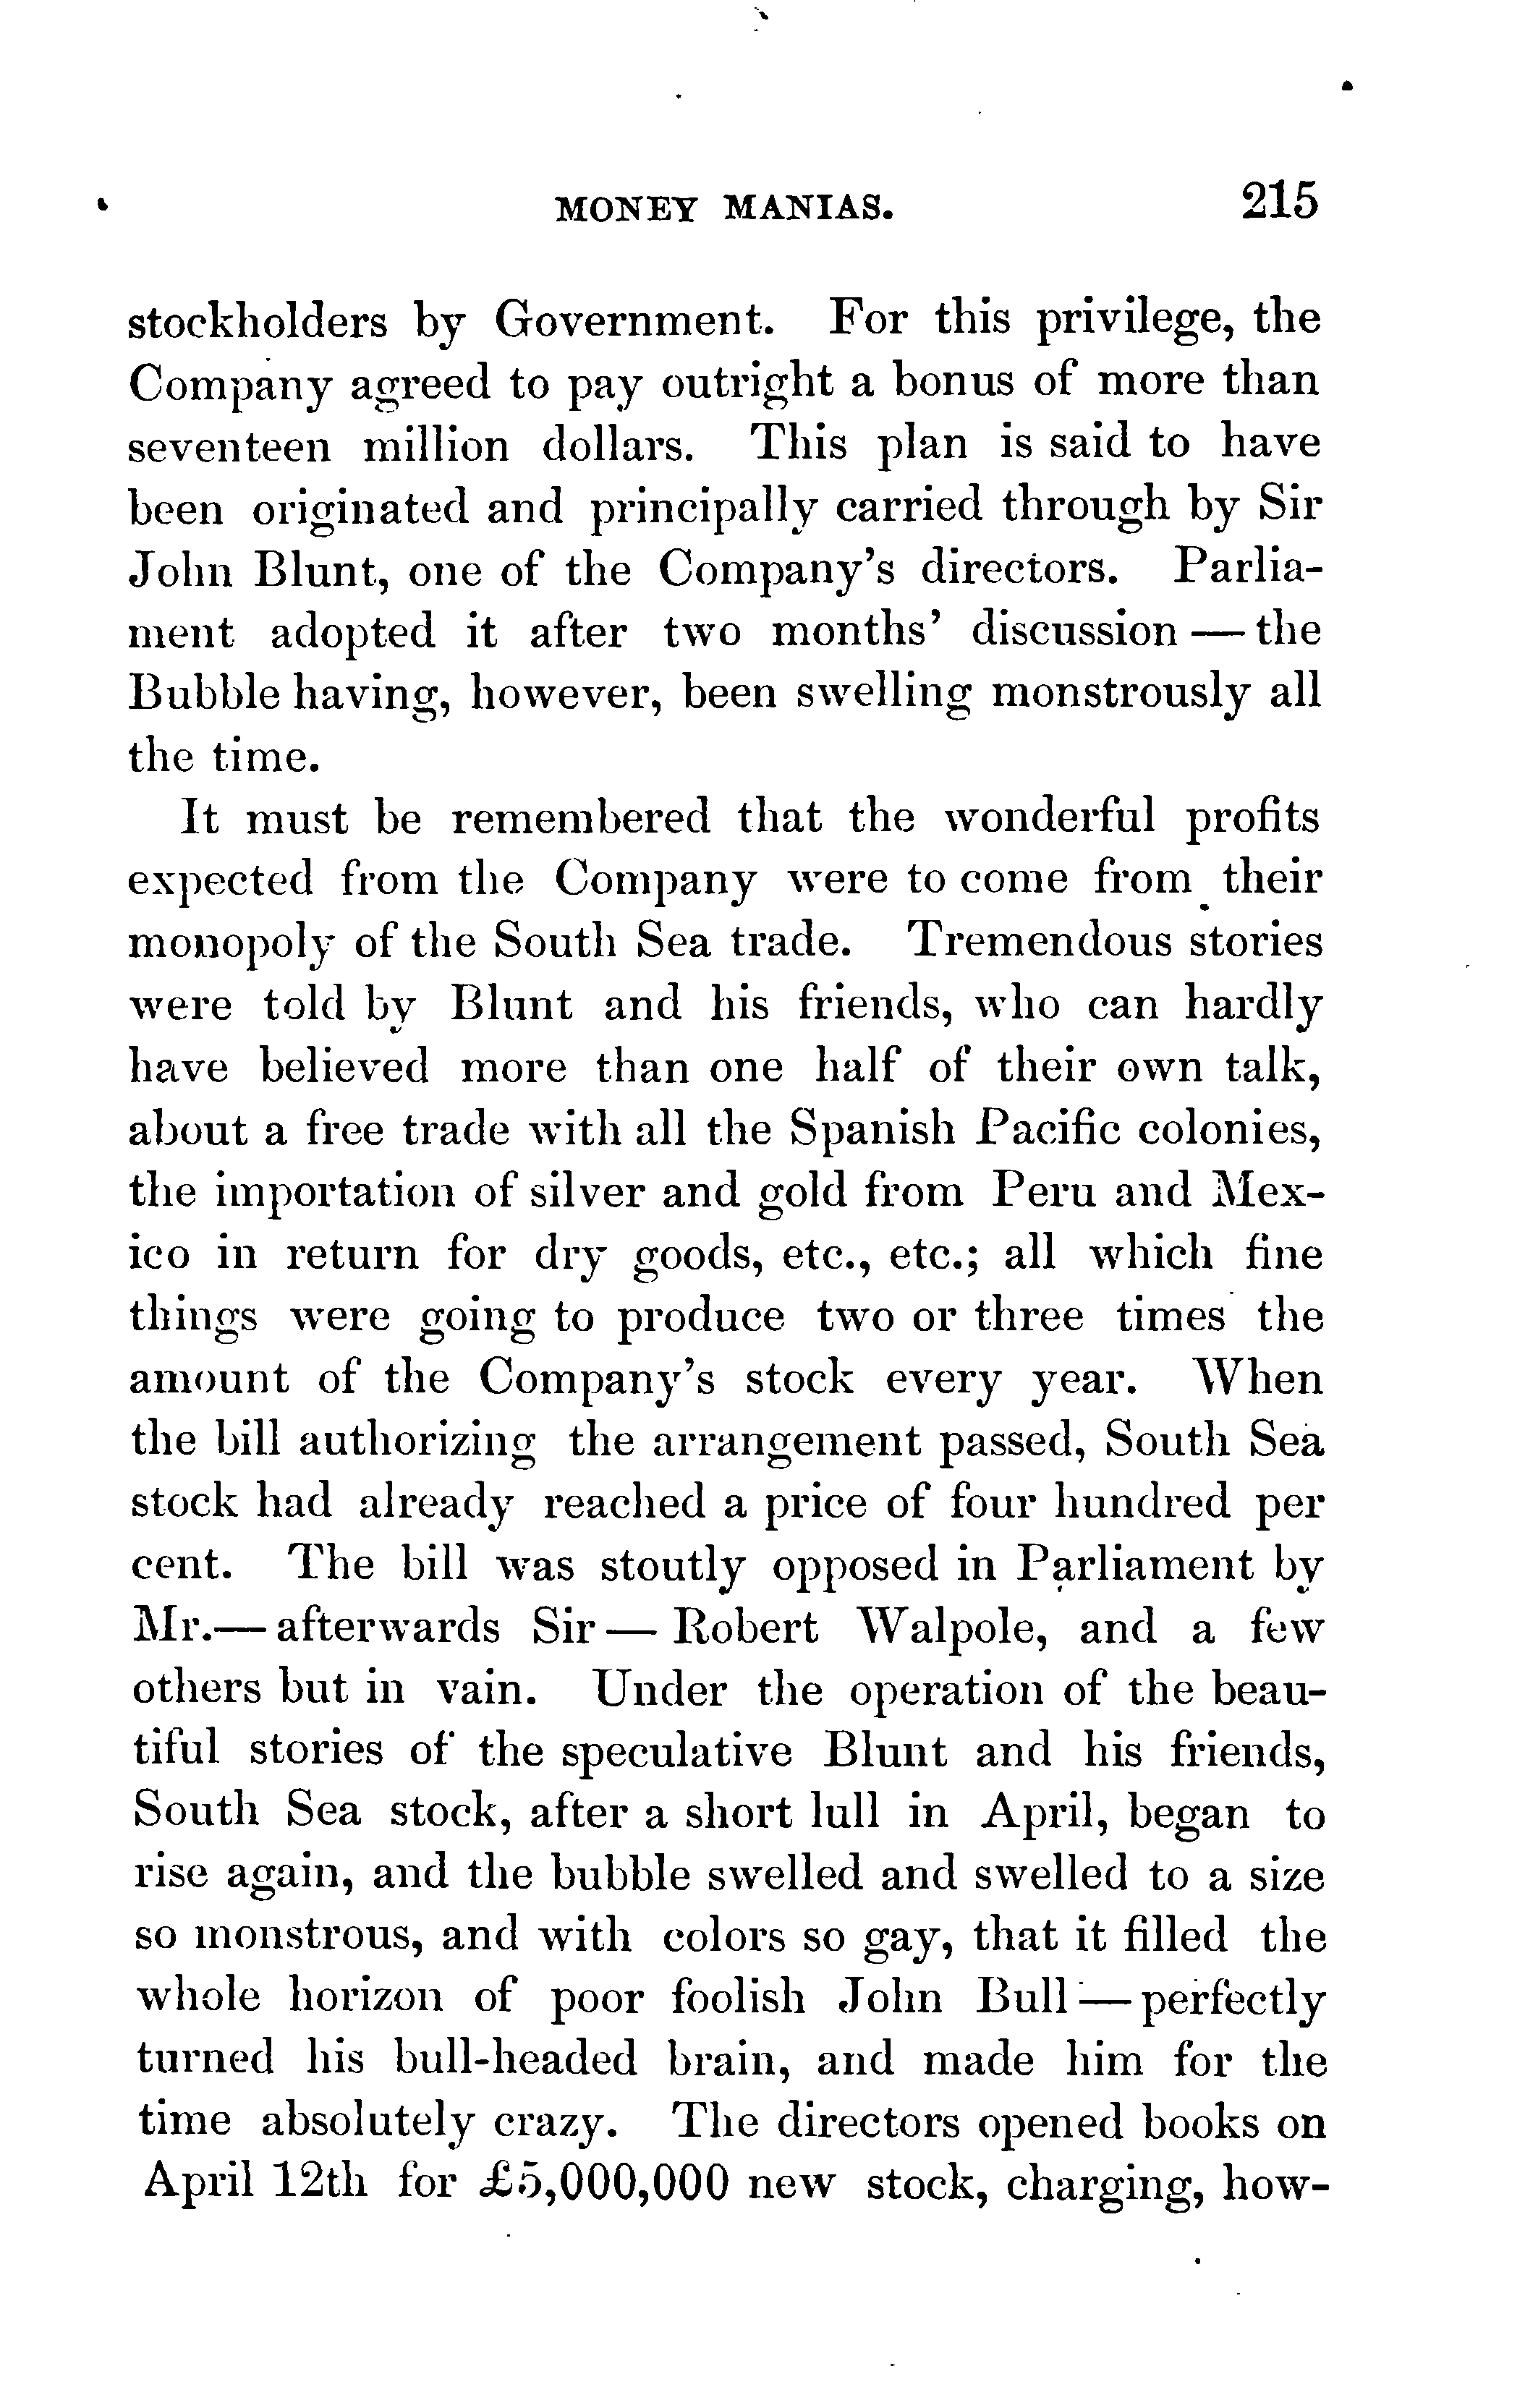 MONEY MANIAS. 215
stockholders by Government. For this privilege, the
Company agreed to pay outright a bonus of more than
seventeen million dollars. This plan is said to have
been originated and principally carried through by Sir
John Blunt, one of the Company's directors. Parlia-
ment adopted it after two months' discussion — the
Bubble having, however, been swelling monstrously all
the time.
It must be remembered that the wonderful profits
expected from the Company were to come from their
monopoly of the South Sea trade. Tremendous stories
were told by Blunt and his friends, who can hardly
have believed more than one half of their own talk,
about a free trade with all the Spanish Pacific colonies,
the importation of silver and gold from Peru and Mex-
ico in return for dry goods, etc., etc.; all which fine
things were going to produce two or three times the
amount of the Company's stock every year. When
the bill authorizing the arrangement passed, South Sea
stock had already reached a price of four hundred per
cent. The bill was stoutly opposed in Parliament by
Mr.— afterwards Sir — Robert Walpole, and a few
others but in vain. Under the operation of the beau-
tiful stories of the speculative Blunt and his friends,
South Sea stock, after a short lull in April, began to
rise again, and the bubble swelled and swelled to a size
so monstrous, and with colors so gay, that it filled the
whole horizon of poor foolish John Bull — perfectly
turned his bull-headed brain, and made him for the
time absolutely crazy. The directors opened books on
April 12th for £5,000,000 new stock, charging, how-